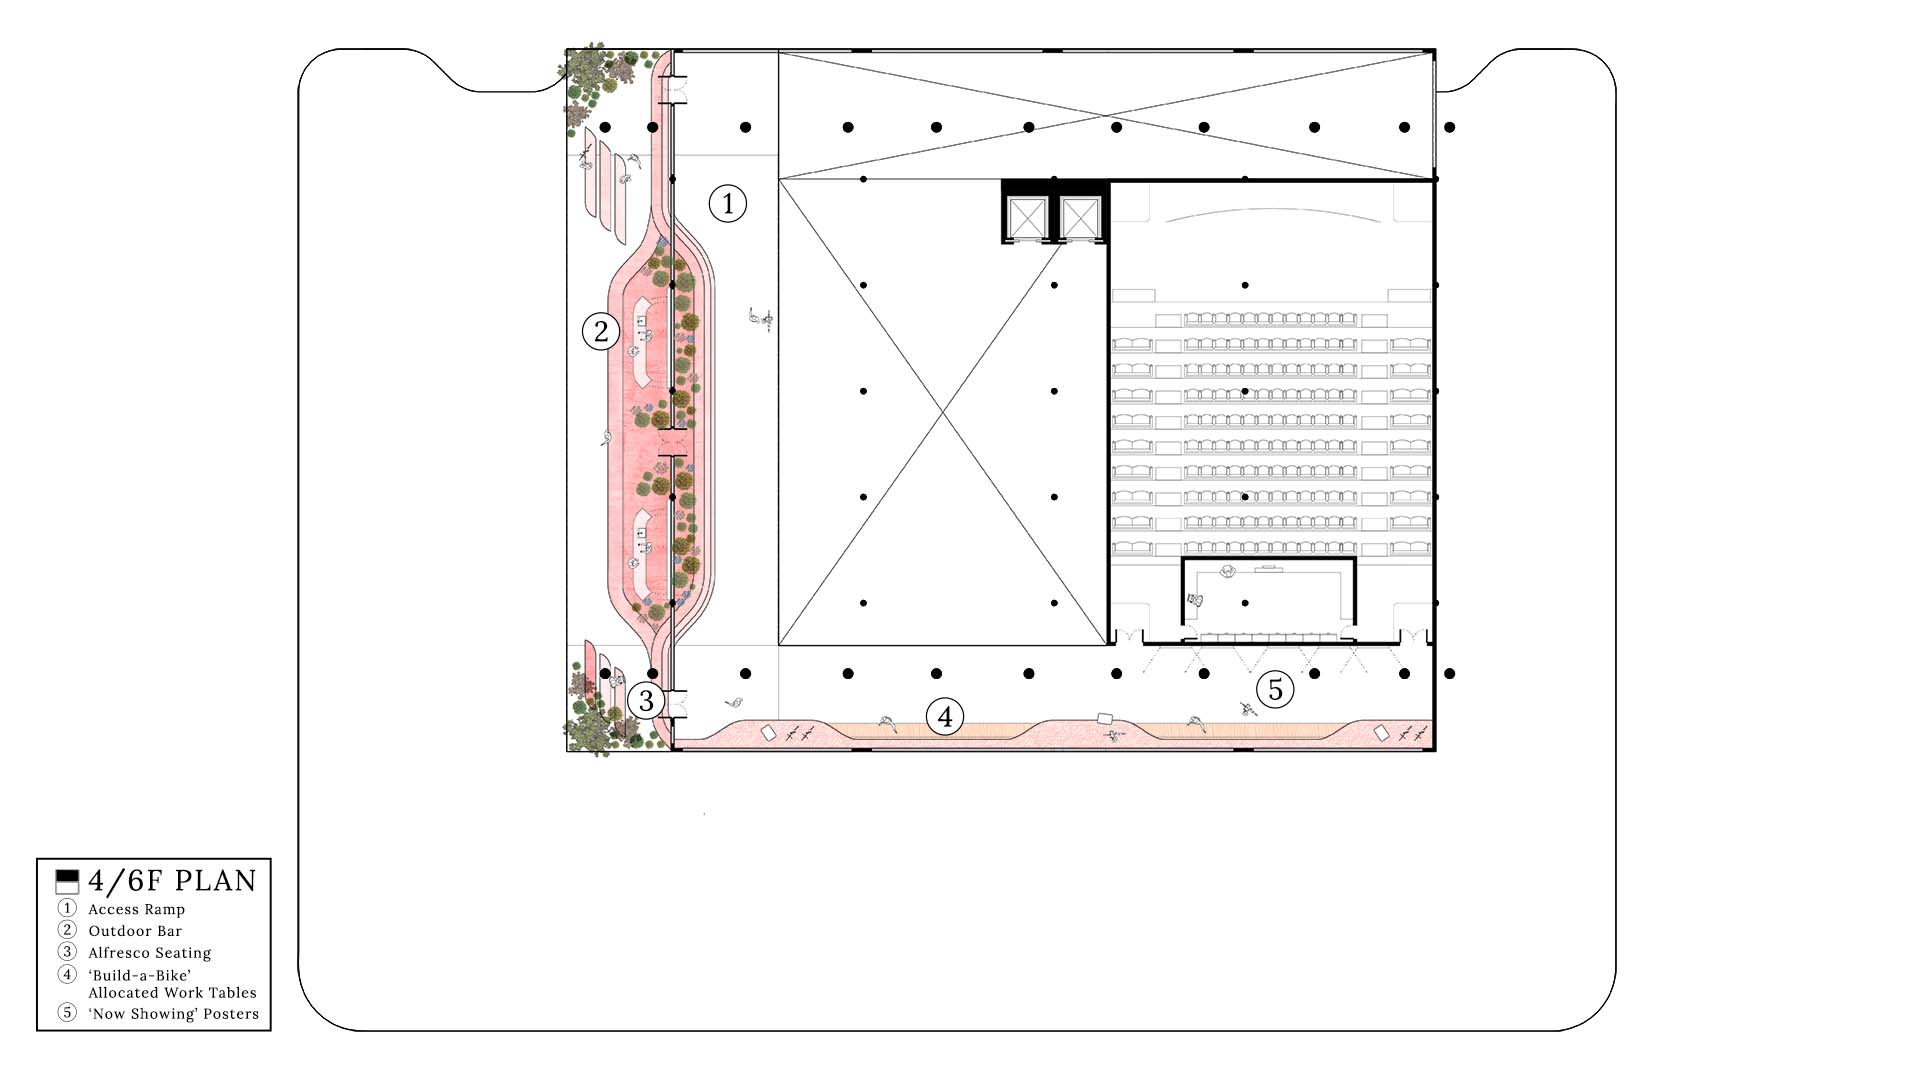 1
2
3
4
5
4/6F PLAN
1 Access Ramp
2 Outdoor Bar
3 Alfresco Seating
4 ‘Build-a-Bike’
Allocated Work Tables
5 ‘Now Showing’ Posters